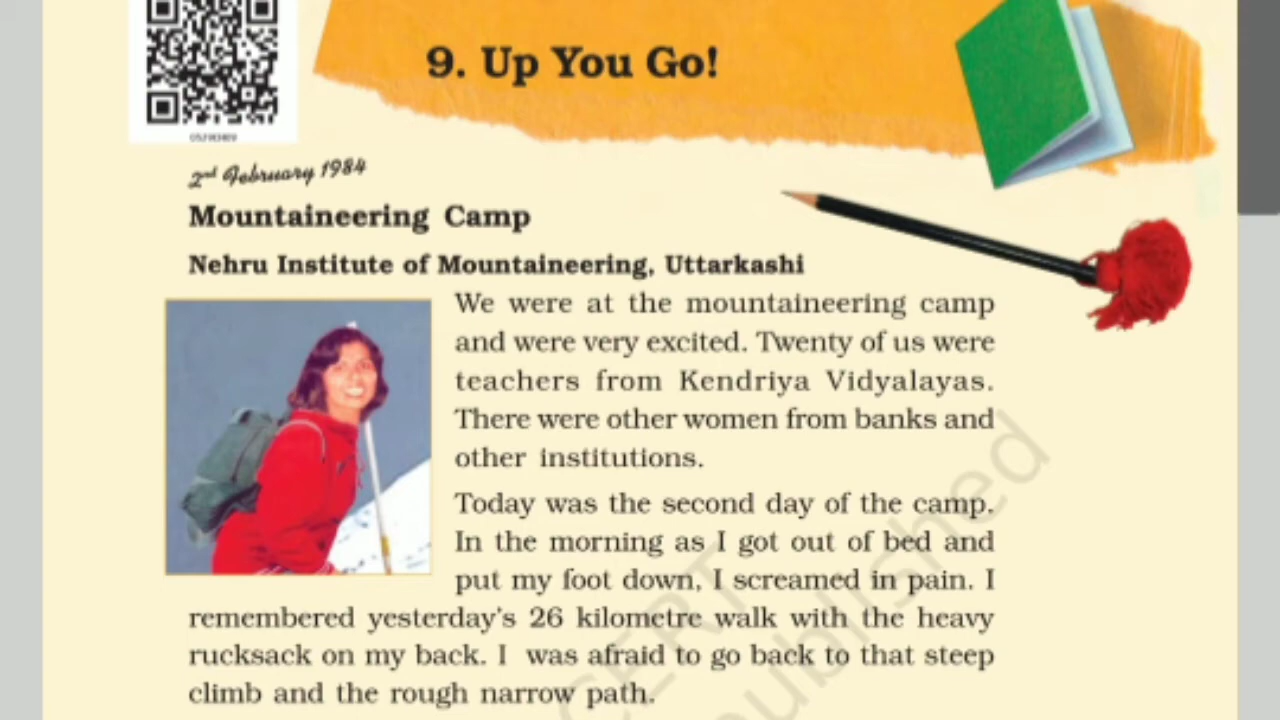 9. Up You Go!
2nd February 1984
Mountaineering Camp
Nehru Institute of Mountaineering, Uttarkashi
We were at the mountaineering camp
and were very excited. Twenty of us were
teachers from Kendriya Vidyalayas.
There were other women from banks and
other institutions.
Today was the second day of the camp.
In the morning as I got out of bed and
put my foot down, I screamed in pain. I
remembered yesterday's 26 kilometre walk with the heavy
rucksack on my back. I was afraid to go back to that steep
climb and the rough narrow path.